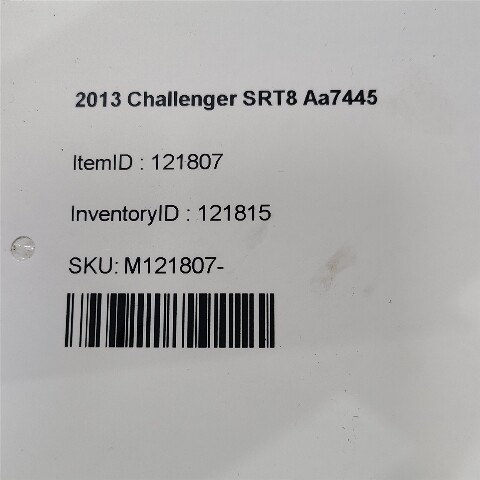 2013 Challenger SRT8 Aa7445
ItemID : 121807
InventoryID : 121815
SKU: M121807-